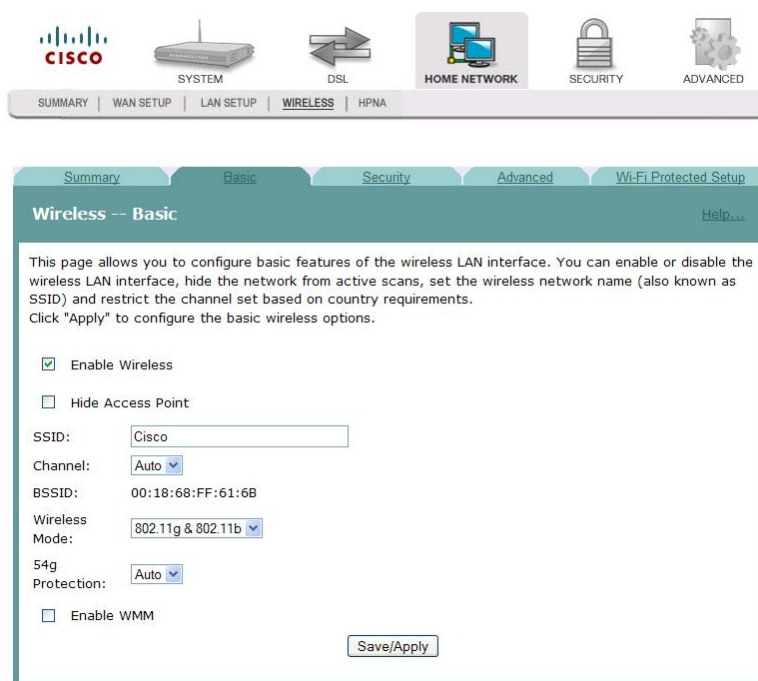 CISCO
SYSTEM
DSL
HOME NETWORK
SECURITY
ADVANCED
SUMMARY | WAN SETUP | LAN SETUP | WIRELESS | HPNA
Summary
Basic
Security
Advanced
Wi-Fi Protected Setup
Wireless -- Basic
Help...
This page allows you to configure basic features of the wireless LAN interface. You can enable or disable the
wireless LAN interface, hide the network from active scans, set the wireless network name (also known as
SSID) and restrict the channel set based on country requirements.
Click "Apply" to configure the basic wireless options.
Enable Wireless
Hide Access Point
SSID: Cisco
Channel: Auto
BSSID: 00:18:68:FF:61:6B
Wireless
Mode: 802.11g & 802.11b
54g
Protection: Auto
Enable WMM
Save/Apply